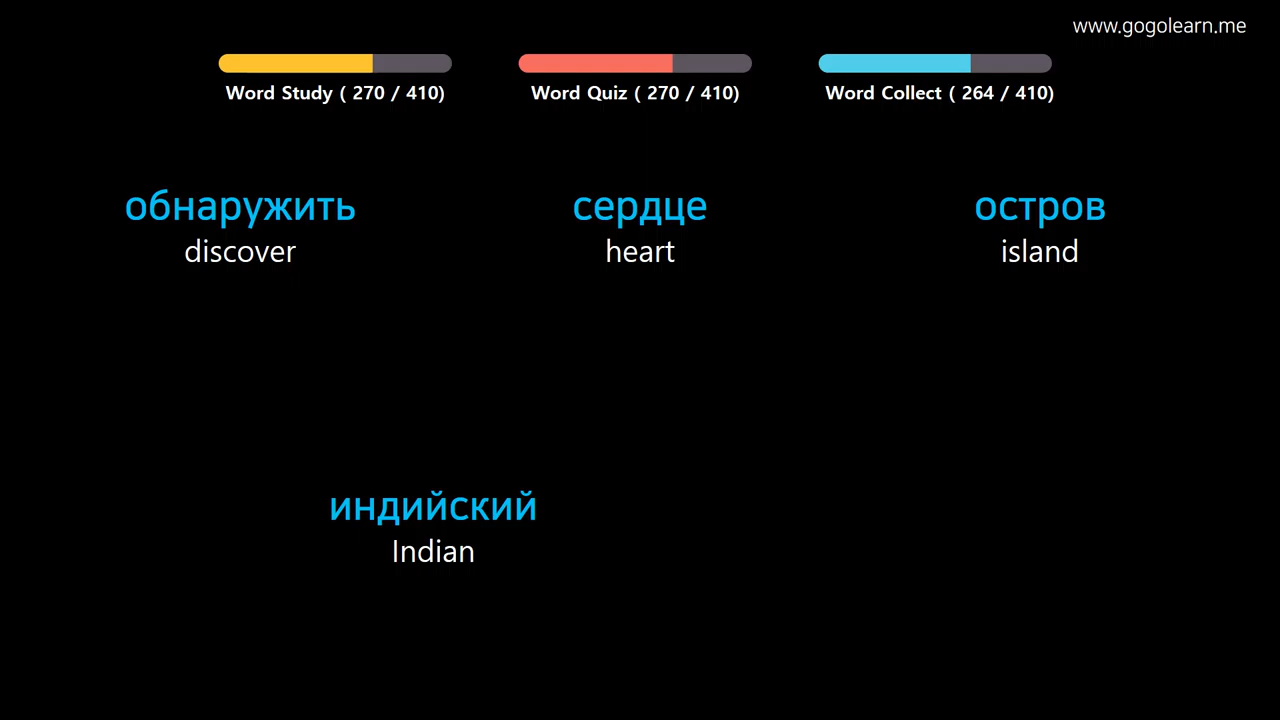 www.gogolearn.me
Word Study ( 270 / 410)
Word Quiz ( 270 / 410)
Word Collect ( 264 / 410)
обнаружить
discover
сердце
heart
остров
island
индийский
Indian